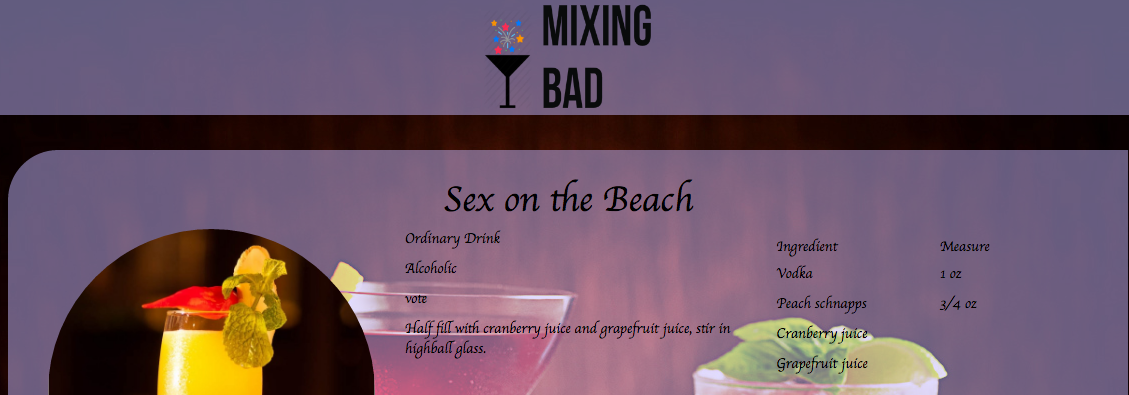 MIXING
BAD
Sex on the Beach
Ordinary Drink
Alcoholic
vote
Half fill with cranberry juice and grapefruit juice, stir in
highball glass.
Ingredient Measure
Vodka 1 oz
Peach schnapps 3/4 oz
Cranberry juice
Grapefruit juice